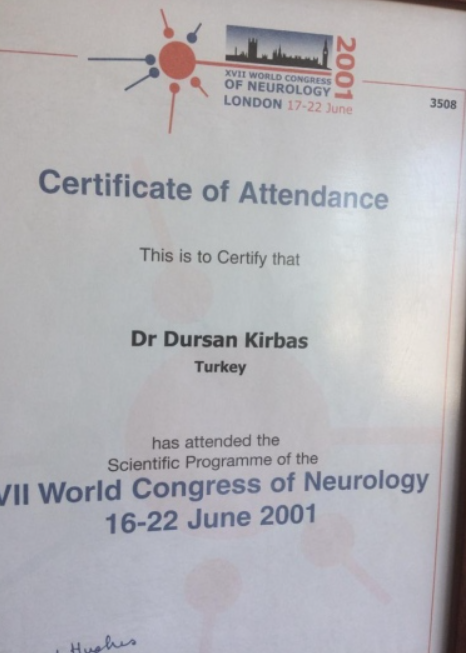 2001
XVII WORLD CONGRESS
OF NEUROLOGY
LONDON 17-22 June
3508
Certificate of Attendance
This is to Certify that
Dr Dursan Kirbas
Turkey
has attended the
Scientific Programme of the
VII World Congress of Neurology
16-22 June 2001
Hughes